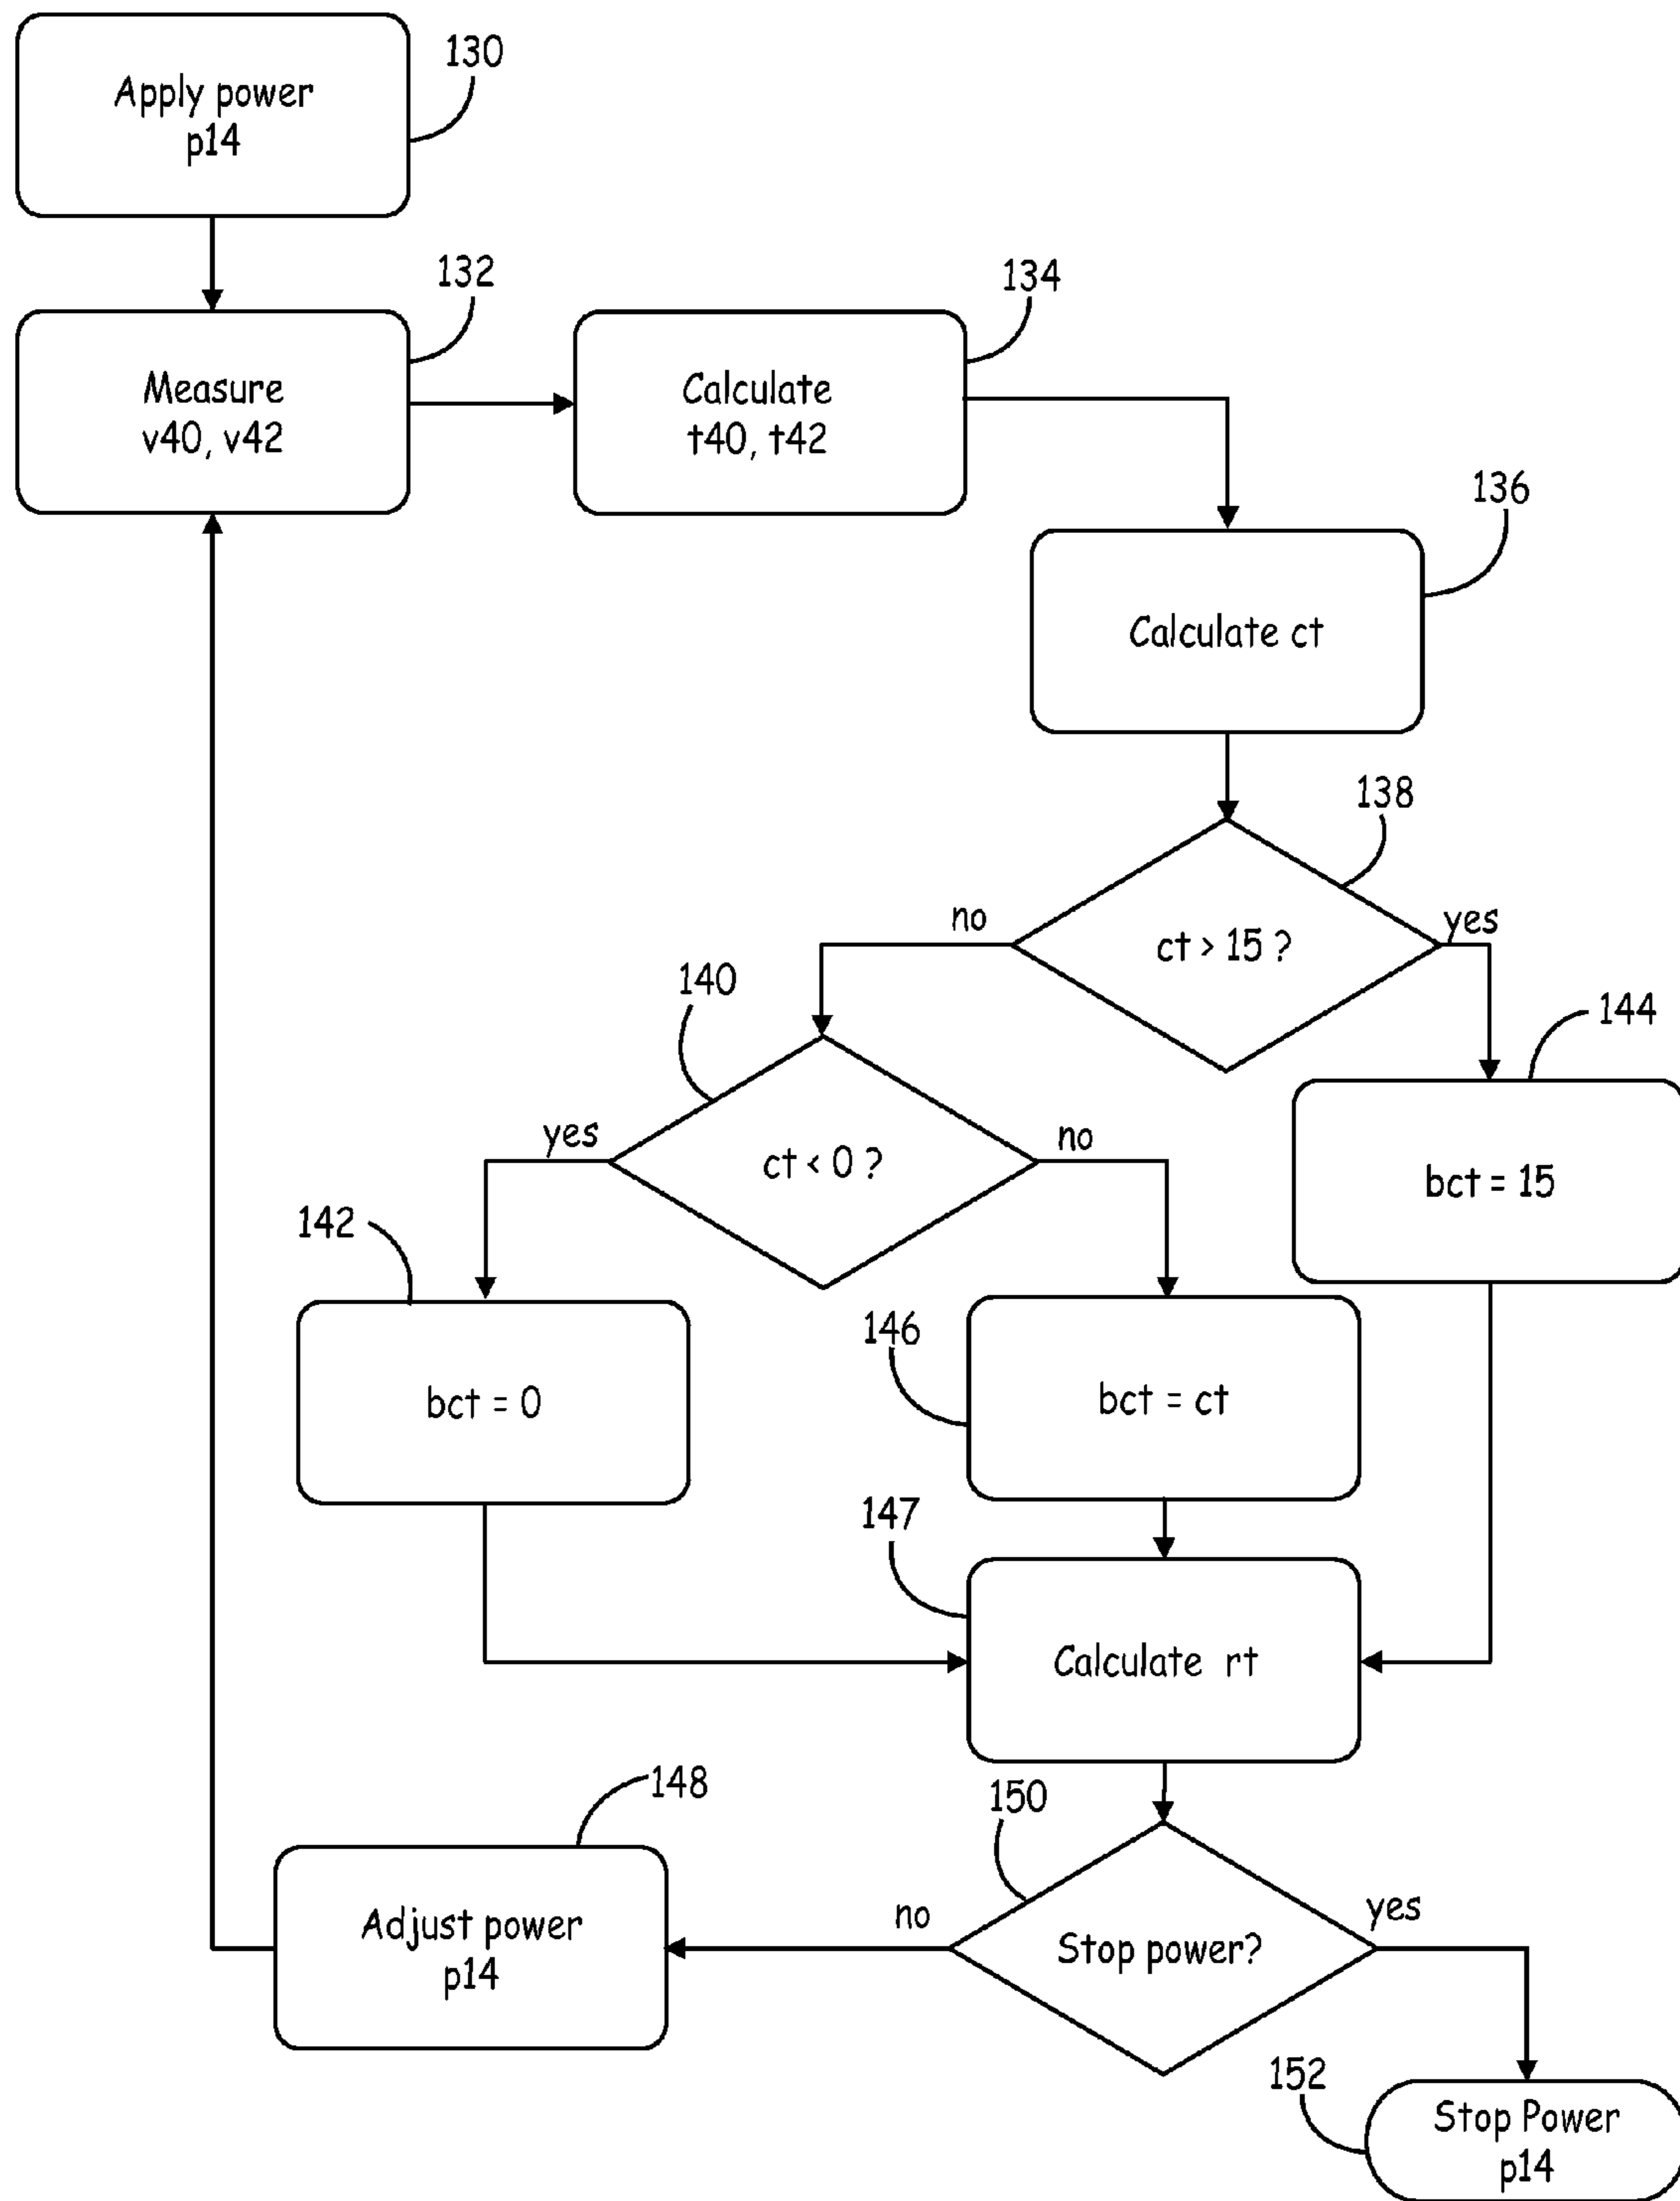 130
Apply power
p14
132
134
Measure
v40, v42
Calculate
t40, t42
136
Calculate ct
138
no
yes
ct > 15 ?
140
144
yes
no
ct < 0 ?
bct = 15
142
146
bct = 0
bct = ct
147
Calculate rt
148
150
no
yes
Adjust power
p14
Stop power?
152
Stop Power
p14